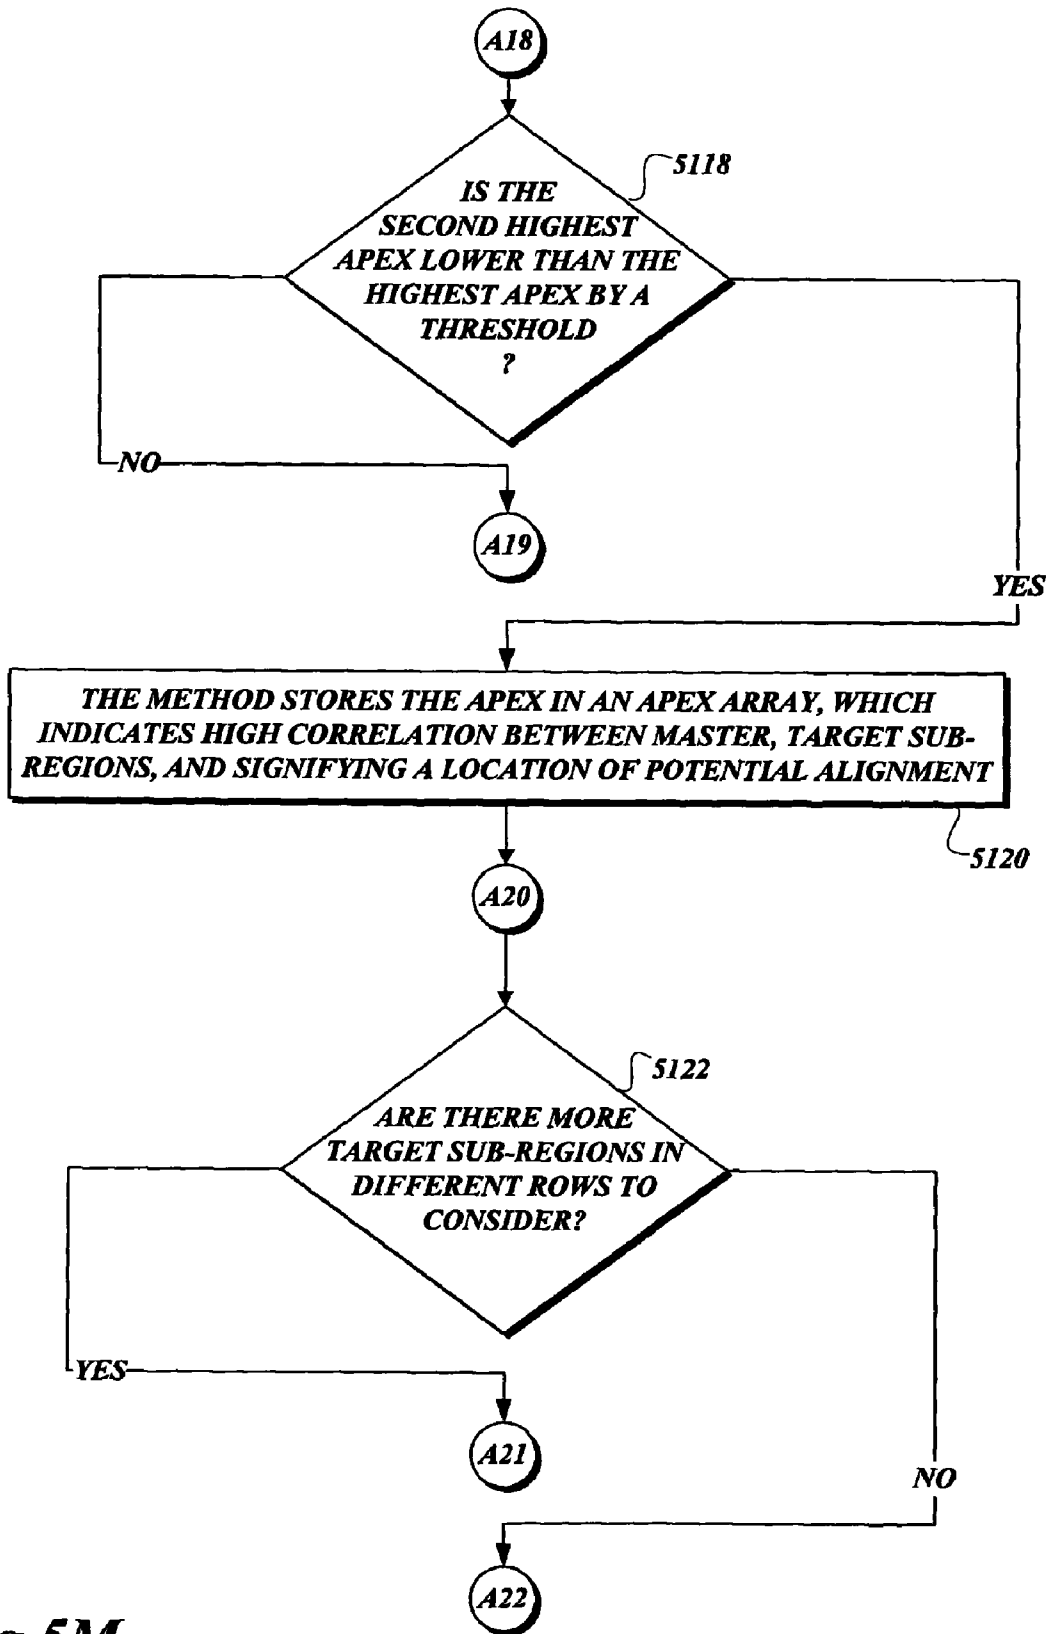 A18
5118
IS THE
SECOND HIGHEST
APEX LOWER THAN THE
HIGHEST APEX BY A
THRESHOLD
?
NO
A19
YES
THE METHOD STORES THE APEX IN AN APEX ARRAY, WHICH
INDICATES HIGH CORRELATION BETWEEN MASTER, TARGET SUB-
REGIONS, AND SIGNIFYING A LOCATION OF POTENTIAL ALIGNMENT
5120
A20
5122
ARE THERE MORE
TARGET SUB-REGIONS IN
DIFFERENT ROWS TO
CONSIDER?
YES
A21
NO
A22
5M